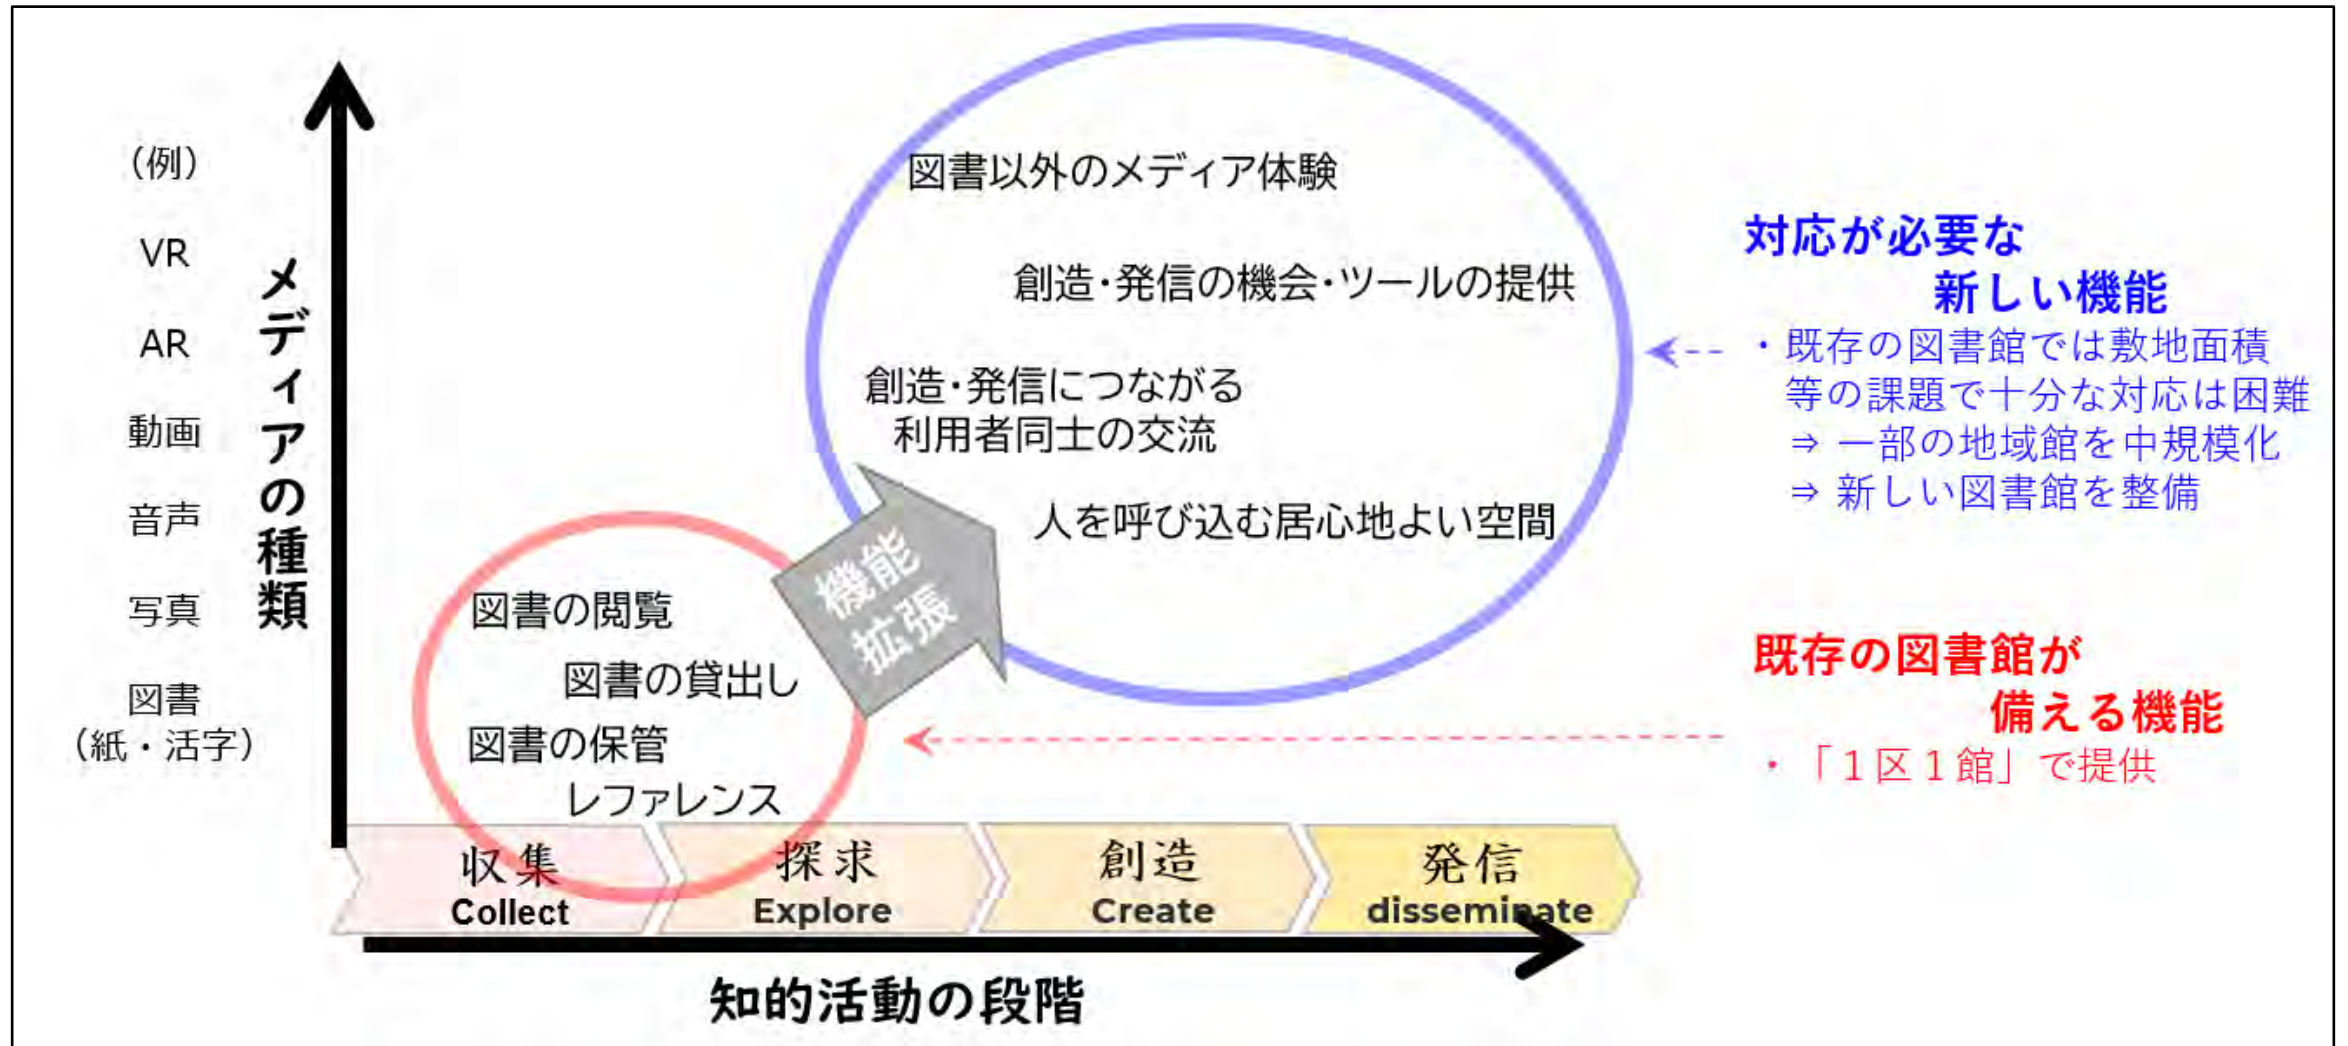 （例）
VR
AR
動画
音声
写真
図書
（紙・活字）
メディアの種類
図書以外のメディア体験
創造・発信の機会・ツールの提供
創造・発信につながる
利用者同士の交流
人を呼び込む居心地よい空間
機能
拡張
図書の閲覧
図書の貸出し
図書の保管
レファレンス
対応が必要な
新しい機能
・既存の図書館では敷地面積
等の課題で十分な対応は困難
⇒ 一部の地域館を中規模化
⇒ 新しい図書館を整備
既存の図書館が
備える機能
・「１区１館」で提供
収集
Collect
探求
Explore
創造
Create
発信
disseminate
知的活動の段階